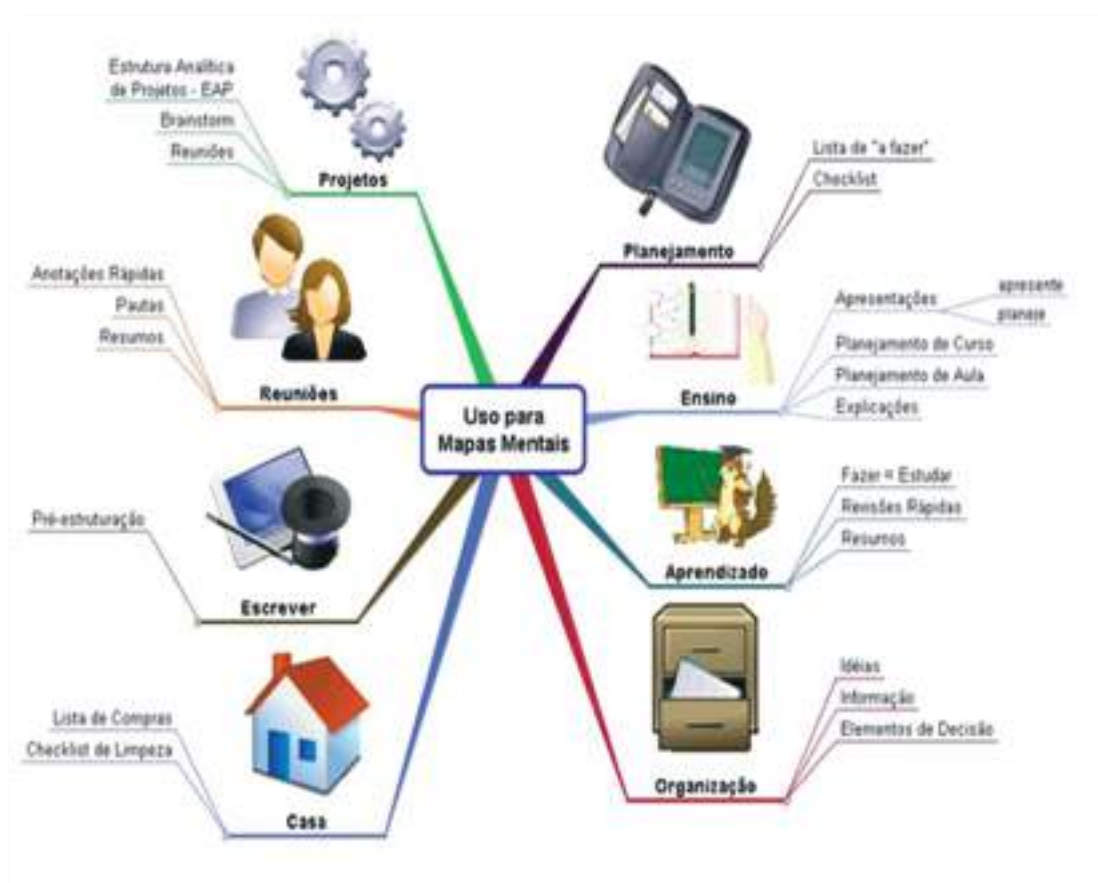 Uso para
Mapas Mentais
Projetos
Estrutura Analítica
de Projetos - EAP
Brainstorm
Reuniões
Planejamento
Lista de "a fazer"
Checklist
Reuniões
Anotações Rápidas
Pautas
Resumos
Ensino
Apresentações
apresente
planeje
Planejamento de Curso
Planejamento de Aula
Explicações
Escrever
Pré-estruturação
Aprendizado
Fazer = Estudar
Revisões Rápidas
Resumos
Casa
Lista de Compras
Checklist de Limpeza
Organização
Idéias
Informação
Elementos de Decisão